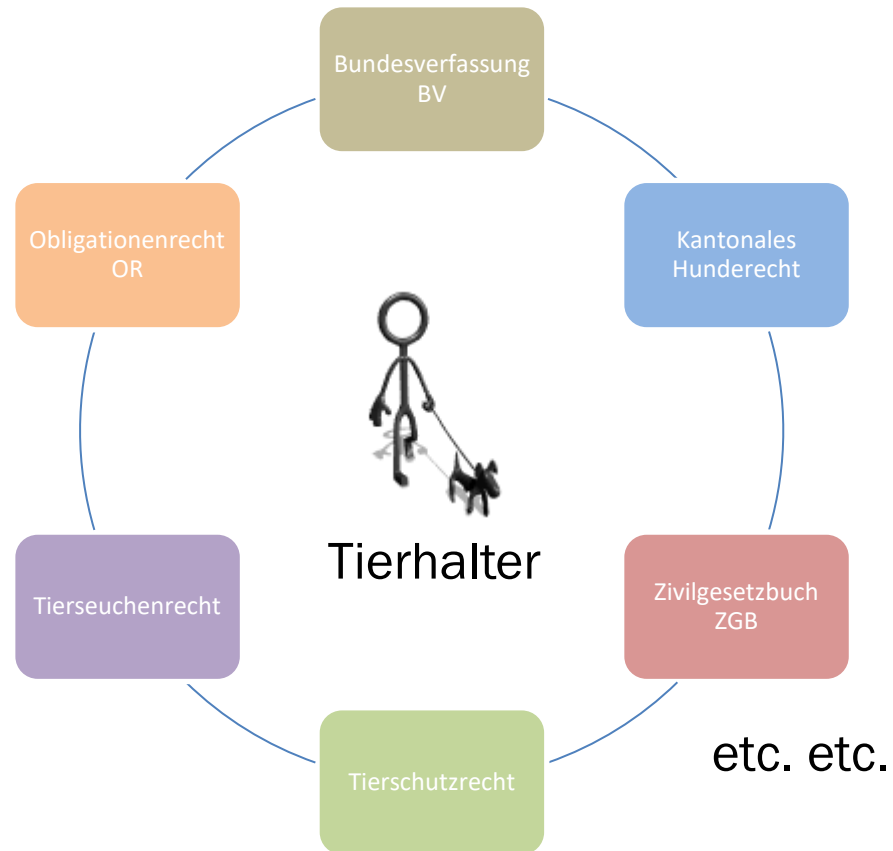 Bundesverfassung
BV
Kantonales
Hunderecht
Zivilgesetzbuch
ZGB
etc. etc.
Tierschutzrecht
Tierseuchenrecht
Obligationenrecht
OR
Tierhalter